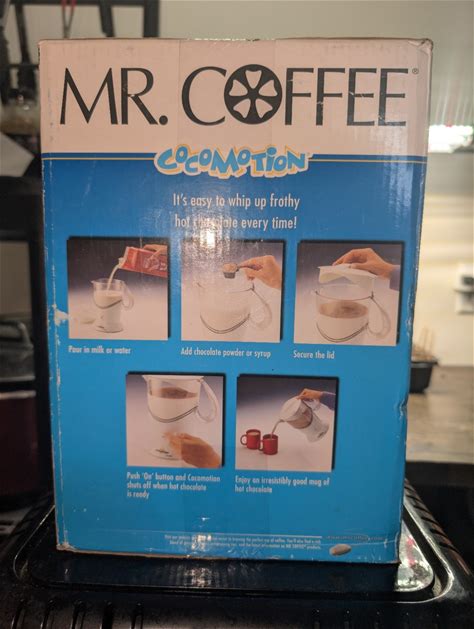 MR. COFFEE®
COCOMOTION
It's easy to whip up frothy
hot chocolate every time!
Pour in milk or water
Add chocolate powder or syrup
Secure the lid
Push 'On' button and Cocomotion
shuts off when hot chocolate
is ready
Enjoy an irresistibly good mug of
hot chocolate